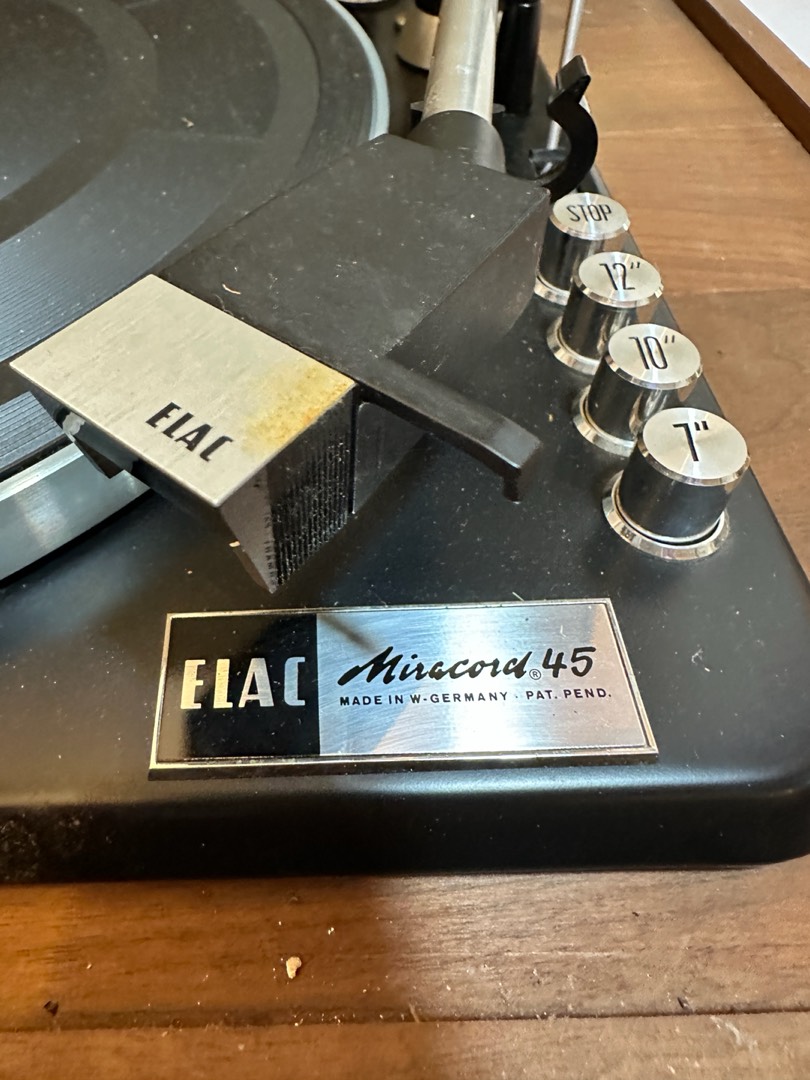 STOP
12"
10"
7"
ELAC
ELAC
Miracord® 45
MADE IN W-GERMANY · PAT. PEND.